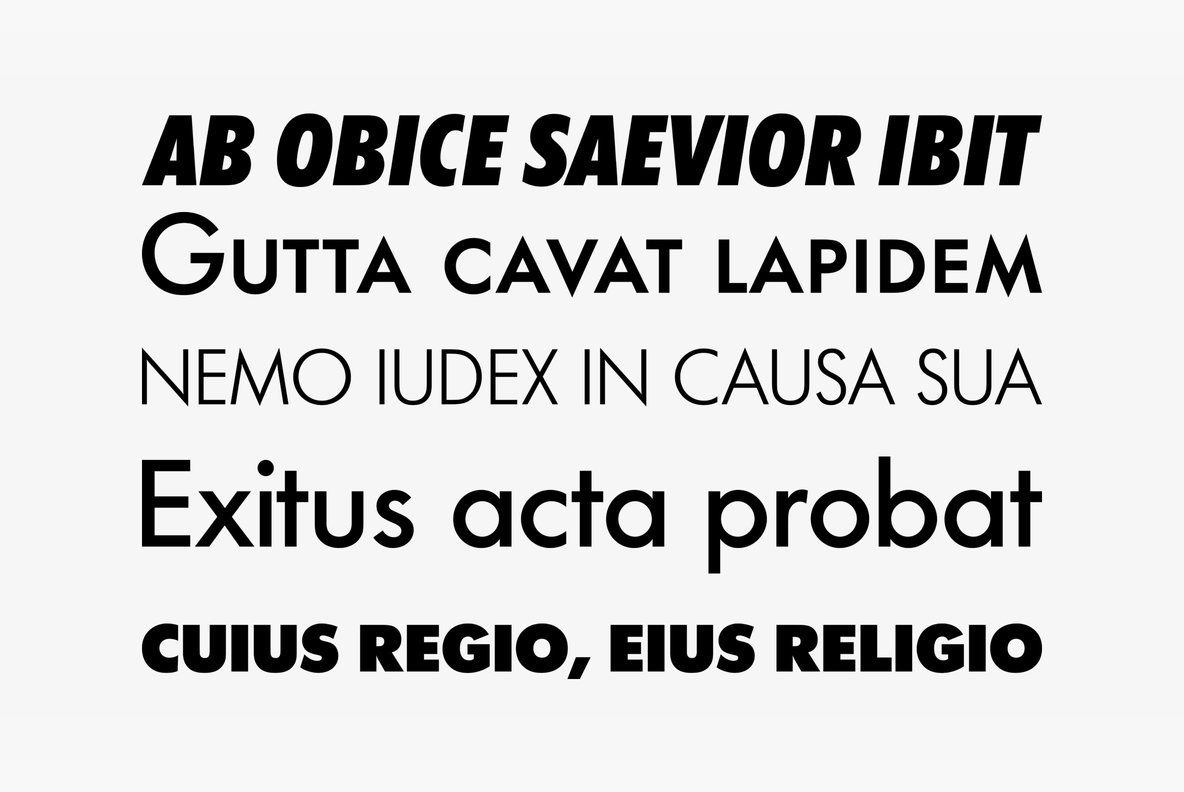 AB OBICE SAEVIOR IBIT
GUTTA CAVAT LAPIDEM
NEMO IUDEX IN CAUSA SUA
Exitus acta probat
CUIUS REGIO, EIUS RELIGIO